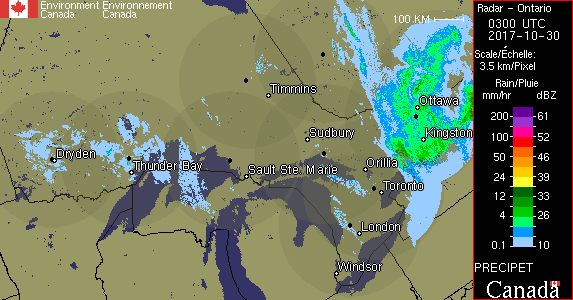 Environment Environnement
Canada Canada
Radar - Ontario
0300 UTC
2017-10-30
100 KM
Scale/Échelle:
3.5 km/Pixel
Rain/Pluie
mm/hr dBZ
200 61
100 52
50 46
24 39
12 33
4 26
0.1 10
PRECIPET
Canada
Timmins
Ottawa
Sudbury
Kingston
Dryden
Thunder Bay
Sault Ste. Marie
Orillia
Toronto
London
Windsor